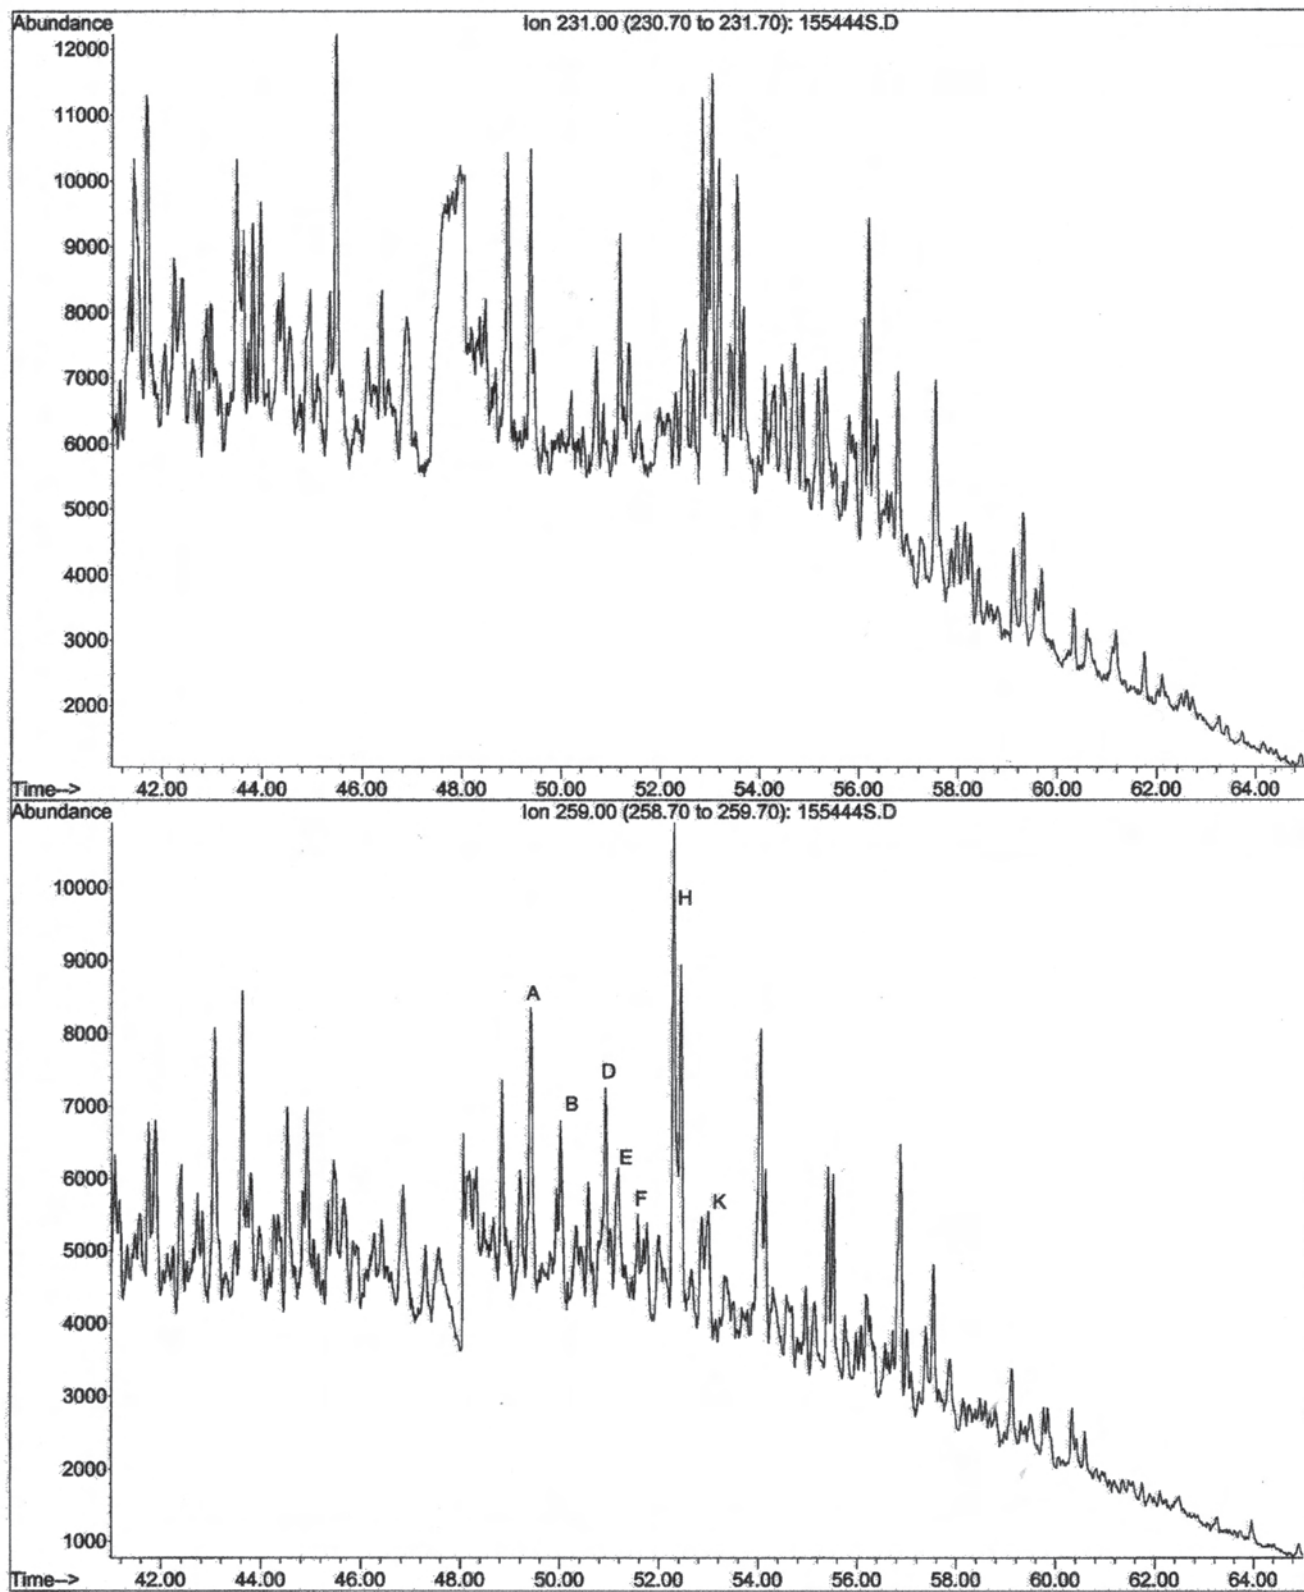 Abundance
Ion 231.00 (230.70 to 231.70): 155444S.D
12000
11000
10000
9000
8000
7000
6000
5000
4000
3000
2000
Time-->
42.00 44.00 46.00 48.00 50.00 52.00 54.00 56.00 58.00 60.00 62.00 64.00
Abundance
Ion 259.00 (258.70 to 259.70): 155444S.D
10000
H
9000
A
8000
D
7000
B
E
6000
F
K
5000
4000
3000
2000
1000
Time-->
42.00 44.00 46.00 48.00 50.00 52.00 54.00 56.00 58.00 60.00 62.00 64.00